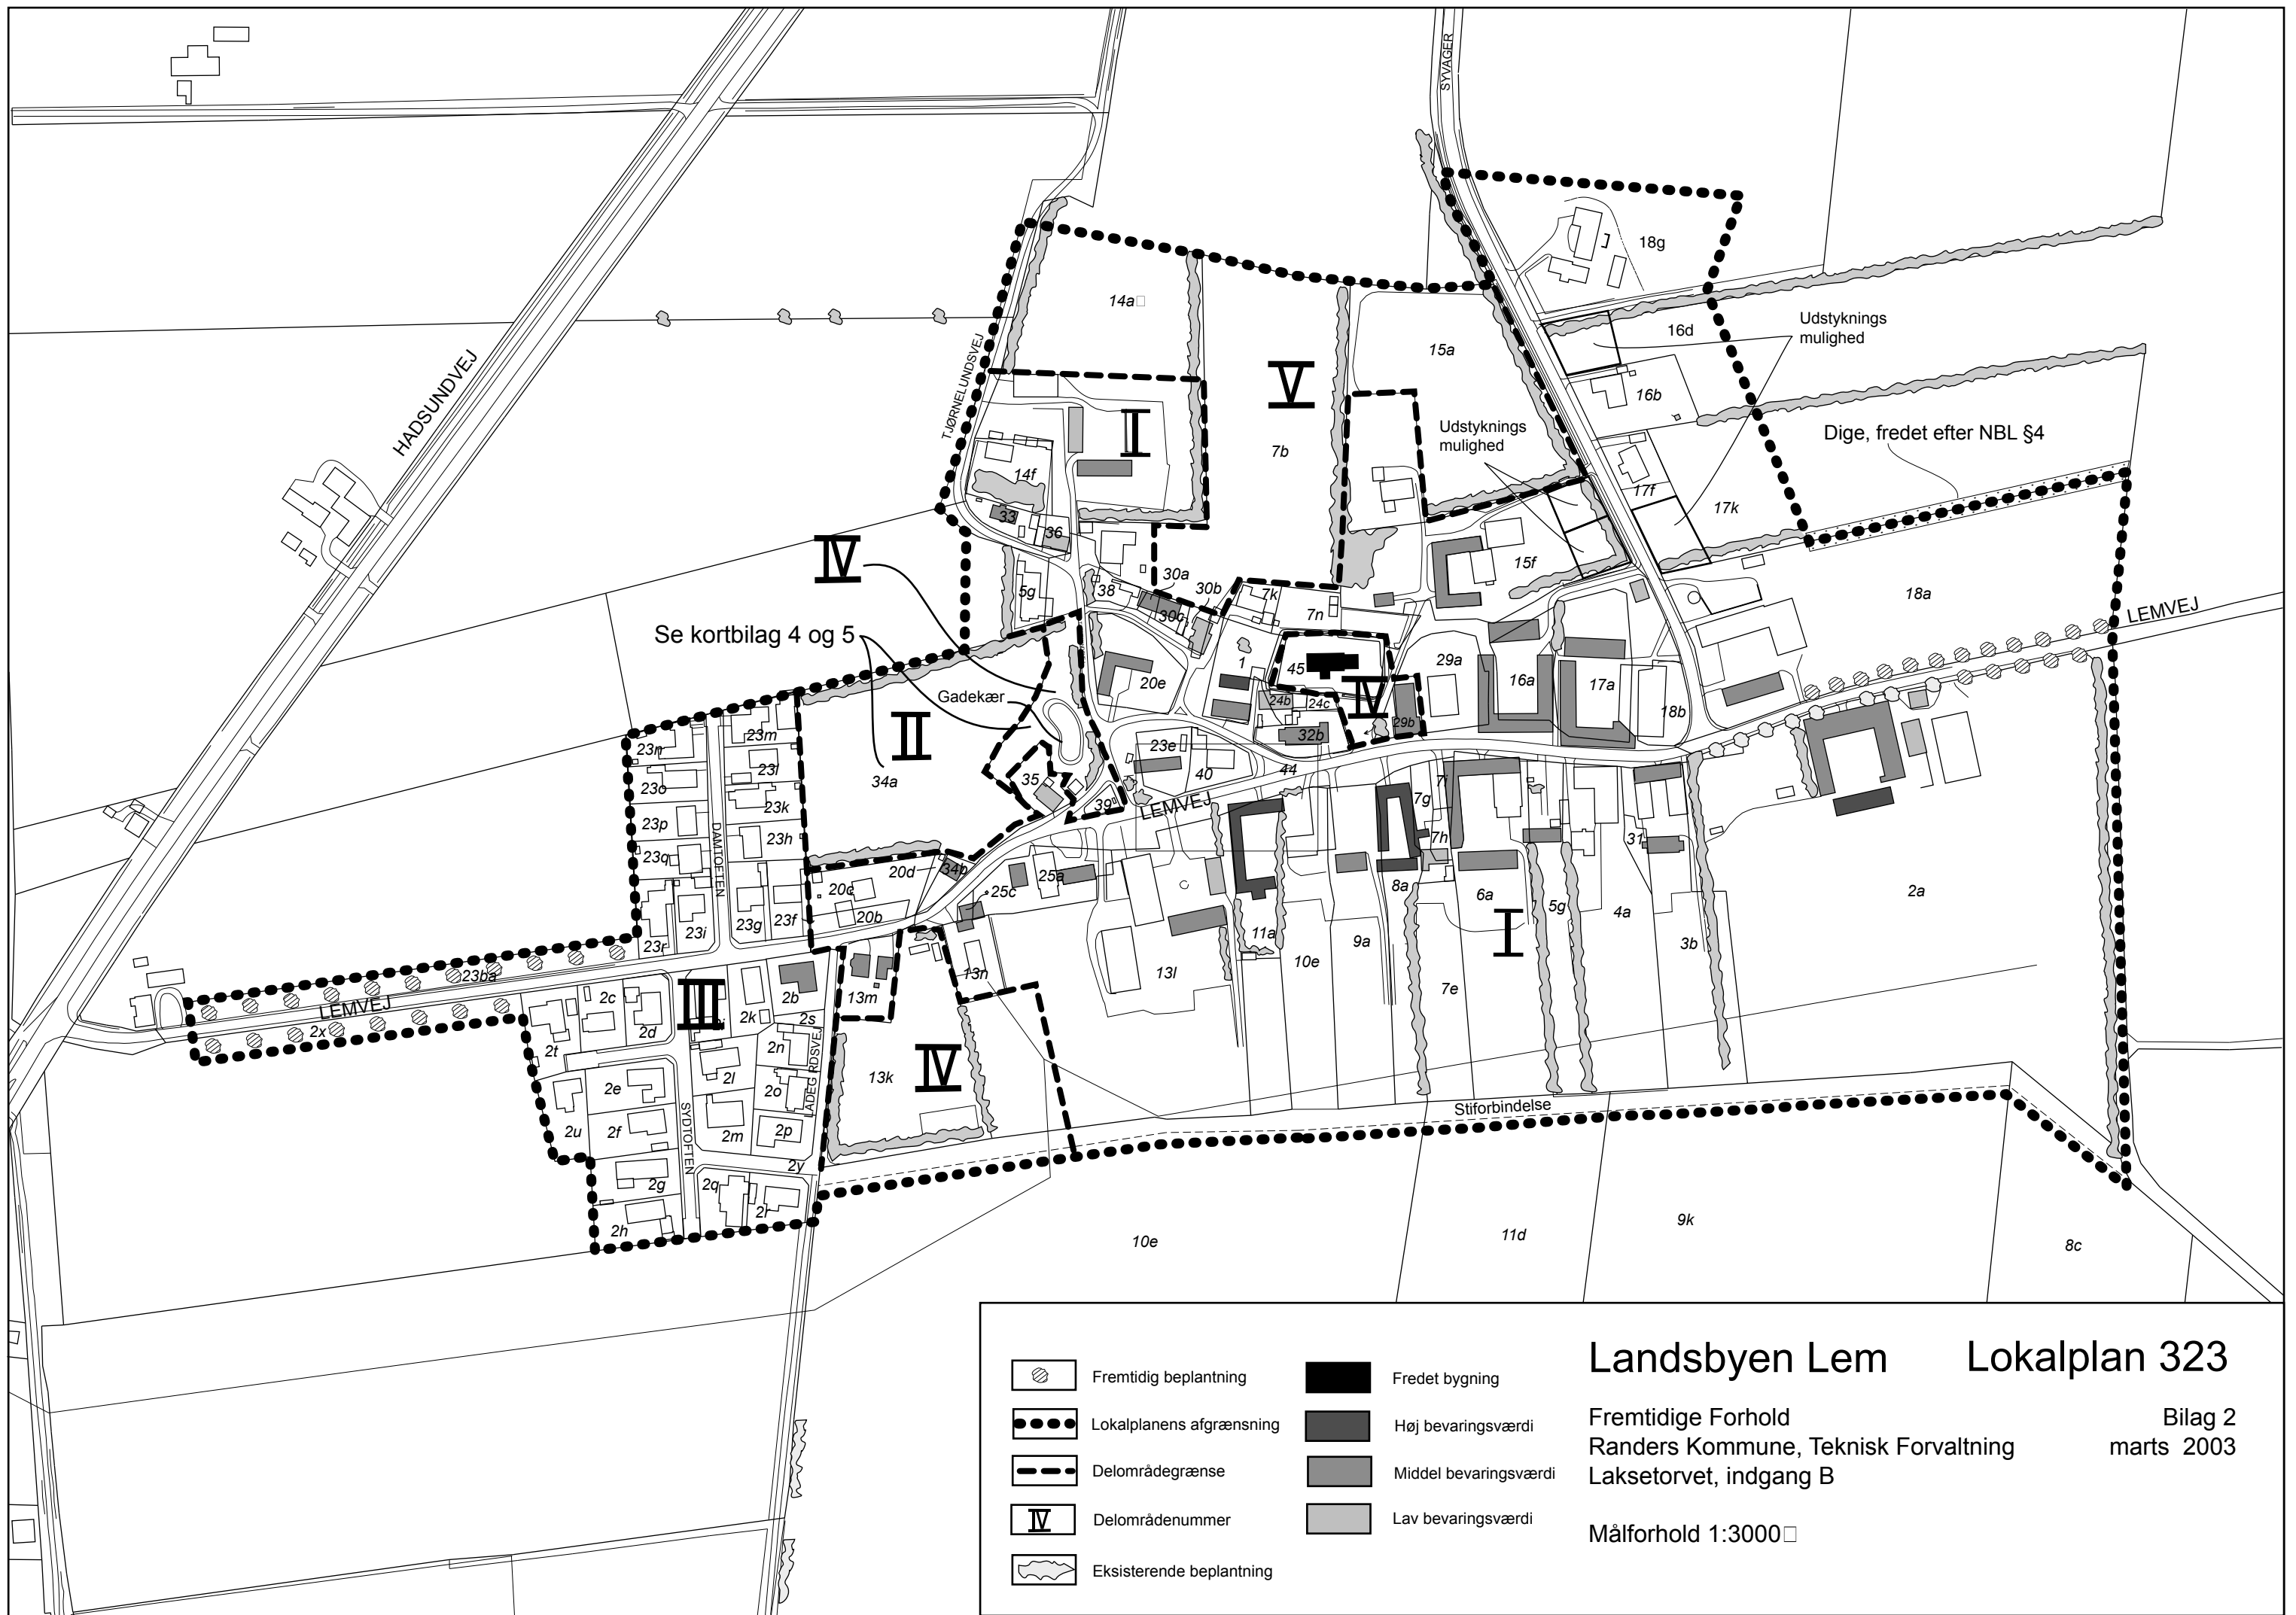 SYVAGER
18g
14a
TJØRNELUNDSVEJ
HADSUNDVEJ
16d
Udstyknings
mulighed
15a
V
16b
I
Udstyknings
mulighed
Dige, fredet efter NBL §4
7b
14f
17f
17k
33
36
IV
15f
5g
38
30a
30b
30c
7k
7n
18a
LEMVEJ
Se kortbilag 4 og 5
20e
1
45
29a
16a
17a
18b
Gadekær
IV
24b
24c
29b
II
23n
23m
32b
23e
40
44
23l
23o
34a
35
39
LEMVEJ
23k
7i
7g
23p
DAMTOFTEN
23h
7h
31
23q
20d
34b
25a
20c
25c
8a
6a
5g
4a
2a
20b
23g
23f
23i
23r
11a
9a
I
3b
10e
13l
13n
23ba
13m
2b
2c
III
LEMVEJ
2x
2d
2i
2k
2s
7e
2t
2n
LADEG RDSVEJ
2l
2e
2o
13k
IV
SYDTOFTEN
Stiforbindelse
2u
2f
2m
2p
2y
2g
2q
2r
2h
10e
11d
9k
8c
Landsbyen Lem
Lokalplan 323
Fremtidig beplantning
Fredet bygning
Fremtidige Forhold
Bilag 2
Lokalplanens afgrænsning
Høj bevaringsværdi
Randers Kommune, Teknisk Forvaltning
marts 2003
Delområdegrænse
Middel bevaringsværdi
Laksetorvet, indgang B
IV
Delområdenummer
Lav bevaringsværdi
Målforhold 1:3000
Eksisterende beplantning